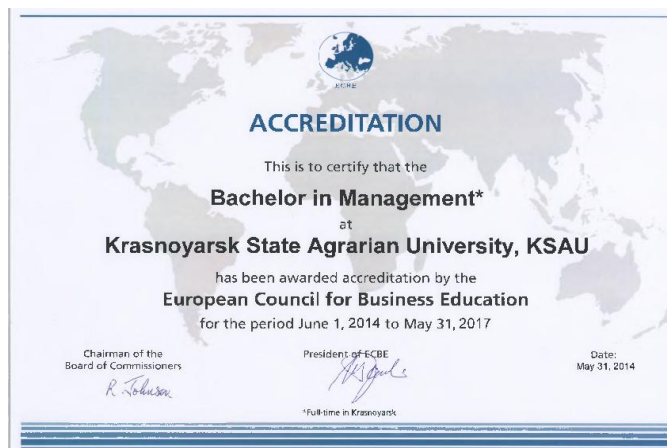 ECBE
ACCREDITATION
This is to certify that the
Bachelor in Management*
at
Krasnoyarsk State Agrarian University, KSAU
has been awarded accreditation by the
European Council for Business Education
for the period June 1, 2014 to May 31, 2017
Chairman of the
Board of Commissioners
R Johnson
President of ECBE
Date:
May 31, 2014
*Full-time in Krasnoyarsk